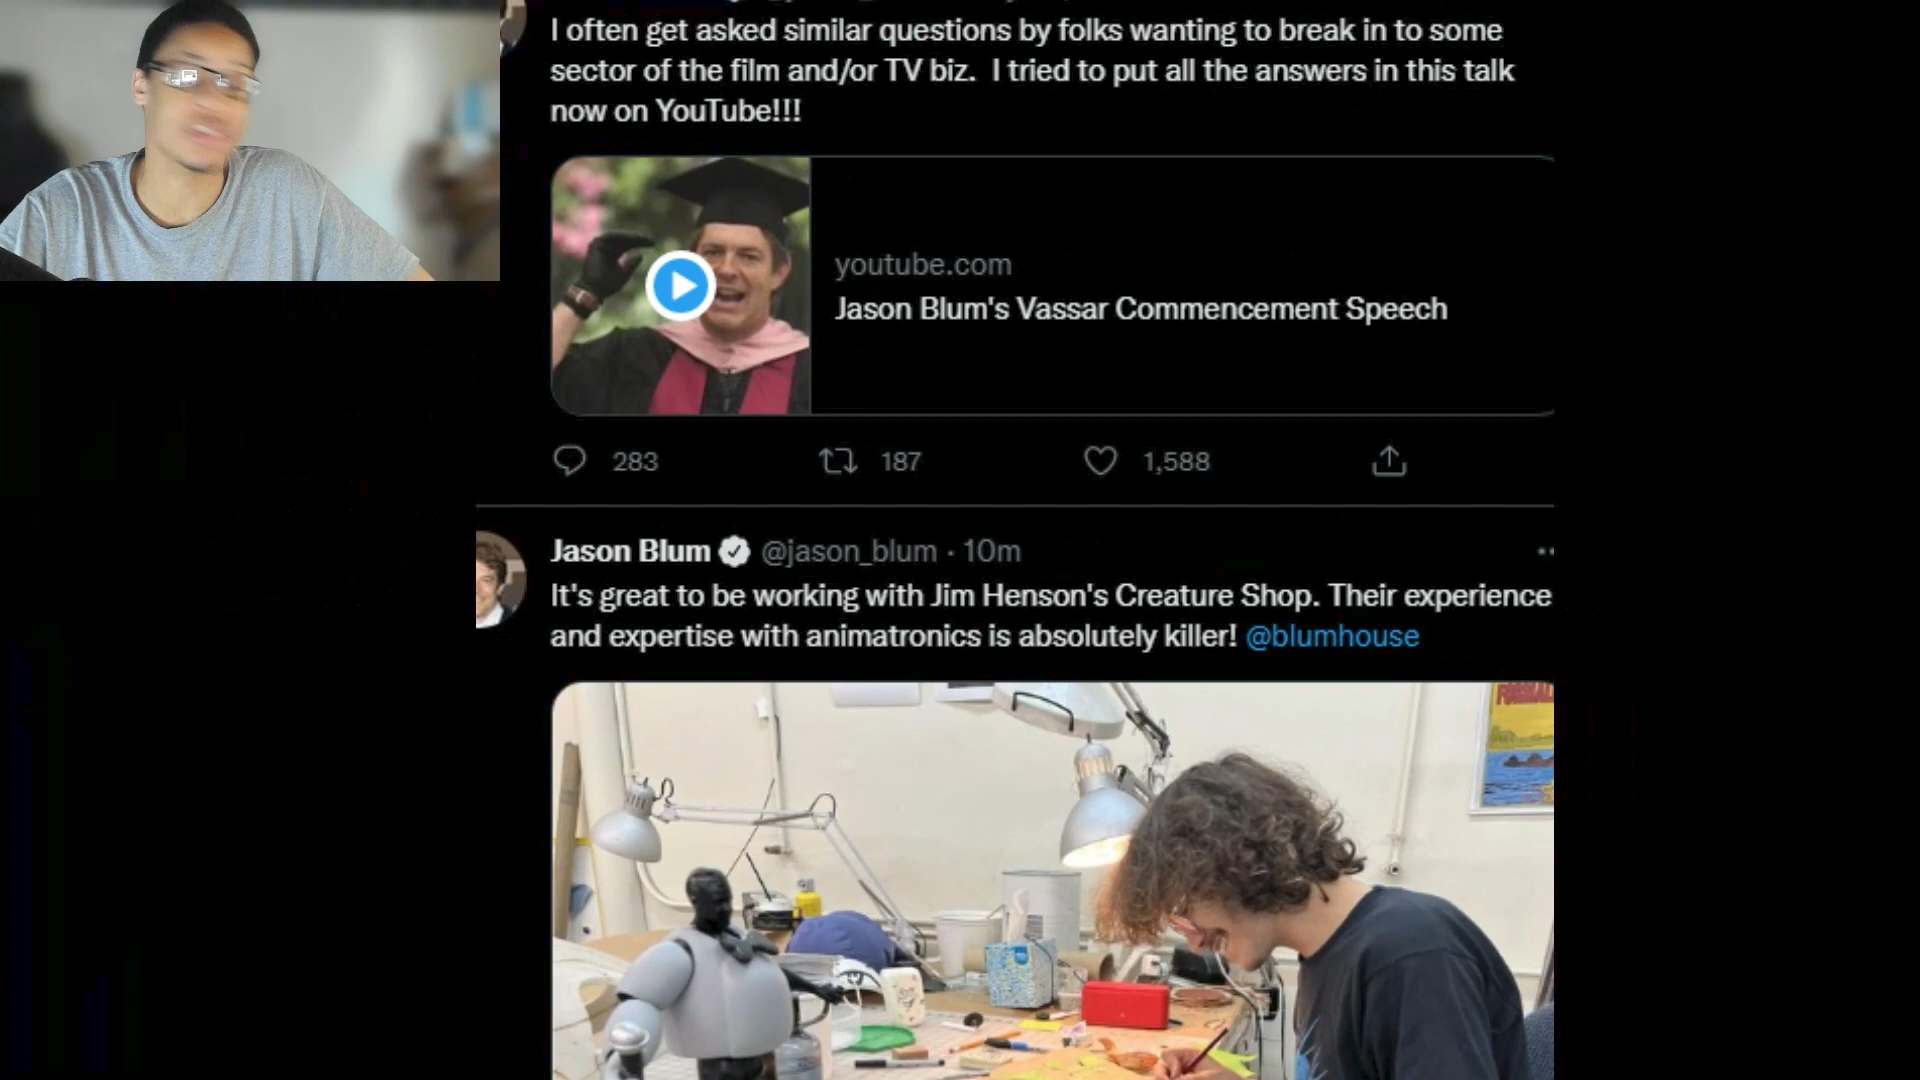 I often get asked similar questions by folks wanting to break in to some
sector of the film and/or TV biz.  I tried to put all the answers in this talk
now on YouTube!!!
youtube.com
Jason Blum's Vassar Commencement Speech
283 187 1,588
Jason Blum @jason_blum · 10m
It's great to be working with Jim Henson's Creature Shop. Their experience
and expertise with animatronics is absolutely killer! @blumhouse